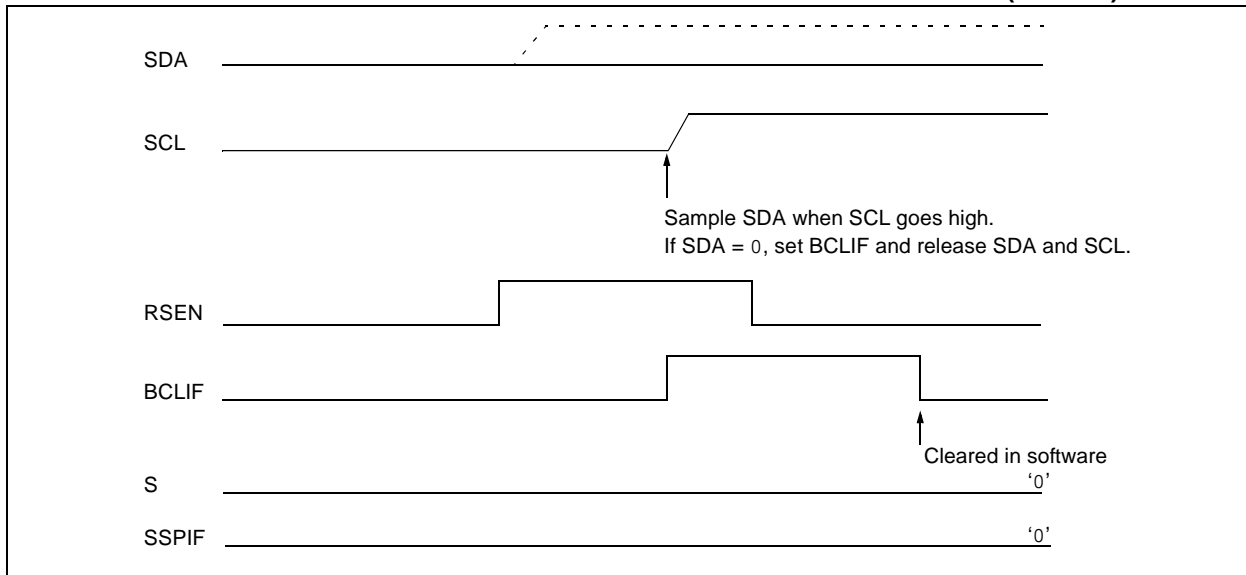 SDA
SCL
Sample SDA when SCL goes high.
If SDA = 0, set BCLIF and release SDA and SCL.
RSEN
BCLIF
Cleared in software
S
‘0’
SSPIF
‘0’